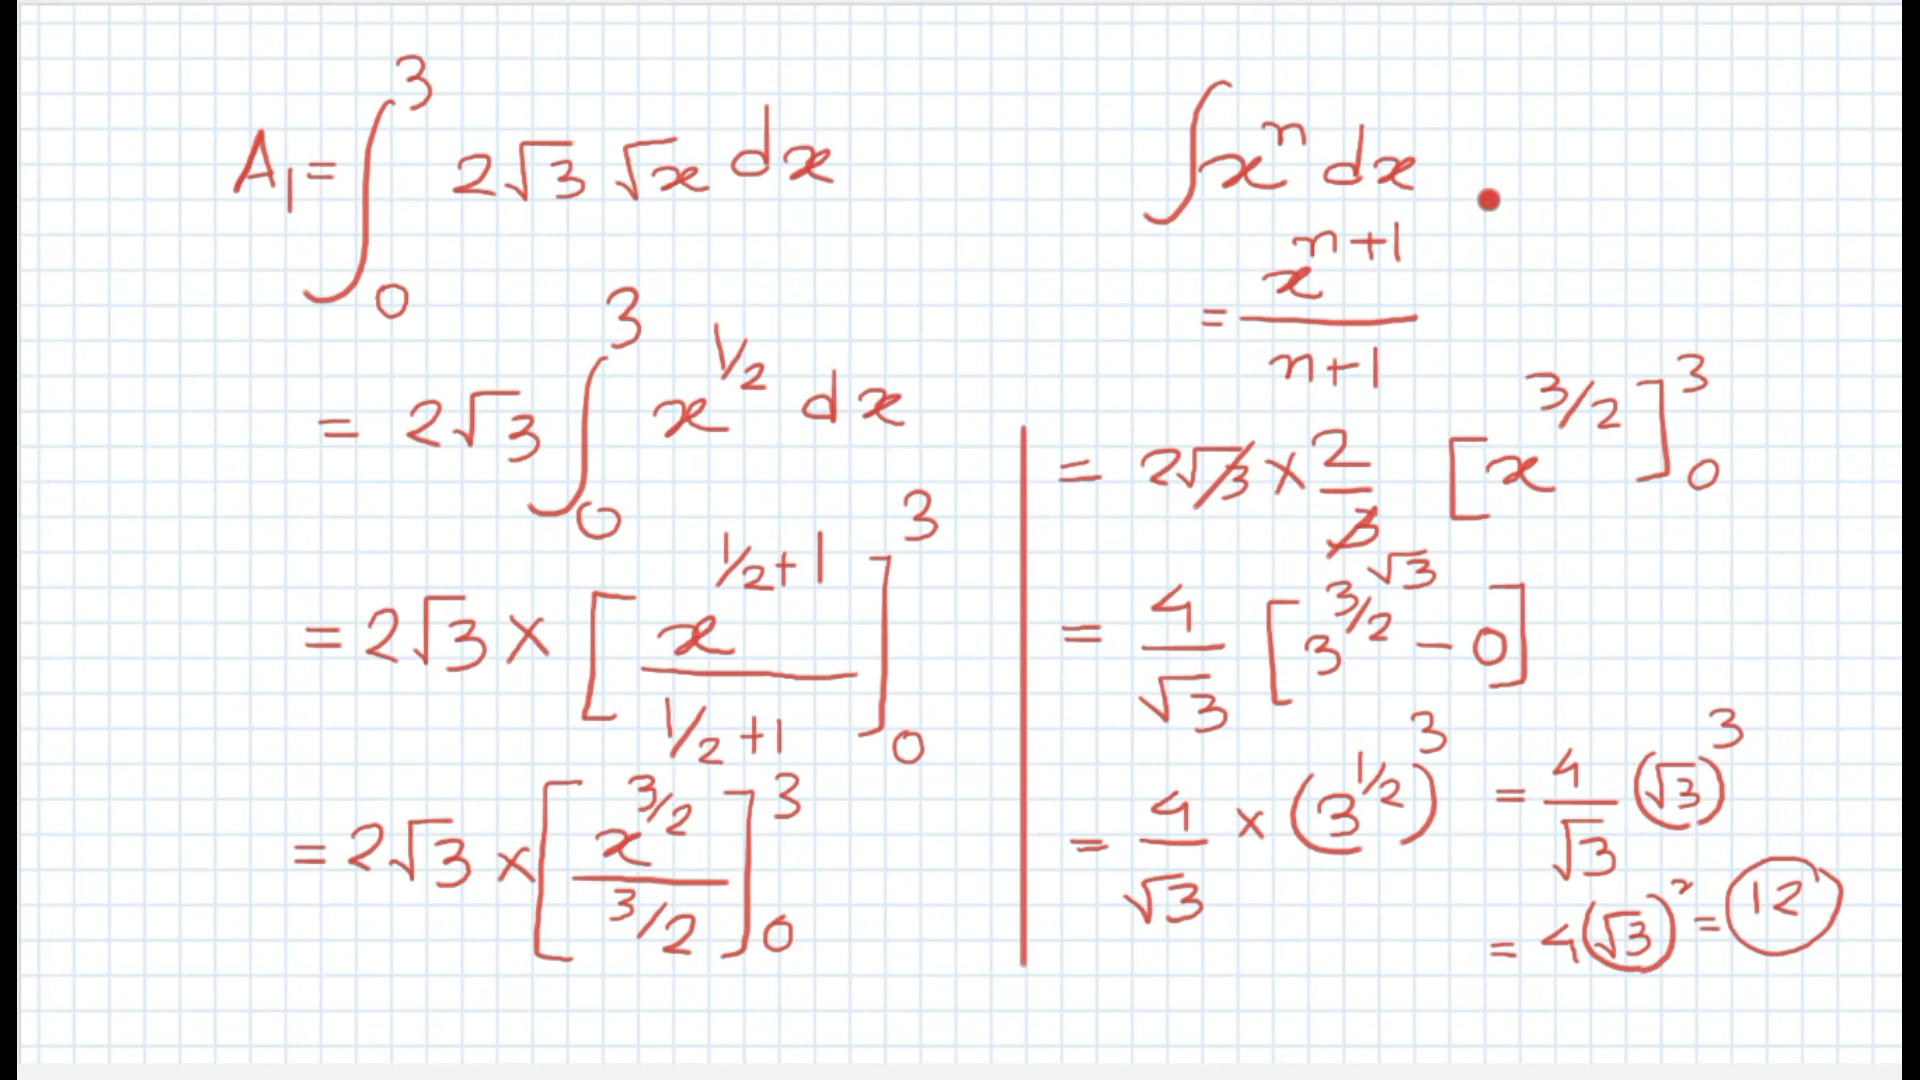 A₁ = ∫₀³ 2√3 √x dx
= 2√3 ∫₀³ x^{1/2} dx
= 2√3 × [x^{1/2+1} / (1/2+1)]₀³
= 2√3 × [x^{3/2} / (3/2)]₀³
∫xⁿ dx
= x^{n+1} / (n+1)
= 2√3 × 2/3 [x^{3/2}]₀³
√3
= 4/√3 [3^{3/2} − 0]
= 4/√3 × (3^{1/2})³ = 4/√3 (√3)³
= 4(√3)² = 12